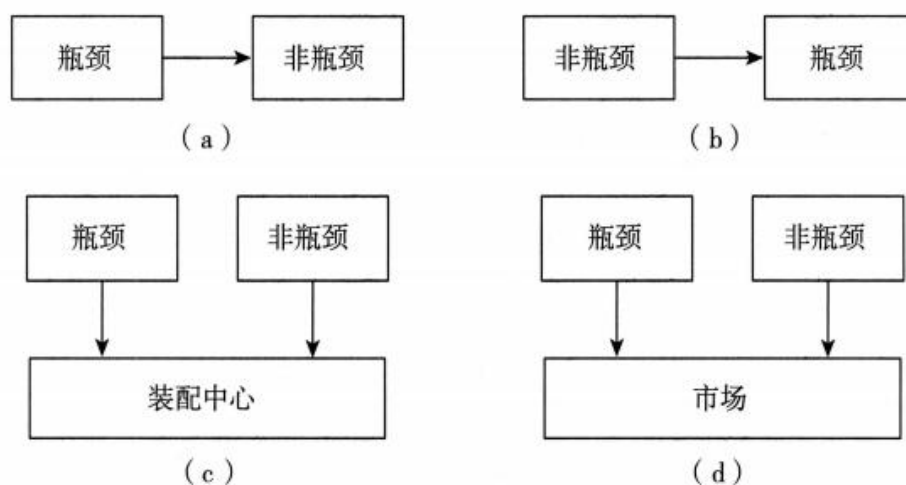 瓶颈 非瓶颈 非瓶颈 瓶颈
(a) (b)
瓶颈 非瓶颈 瓶颈 非瓶颈
装配中心 市场
(c) (d)